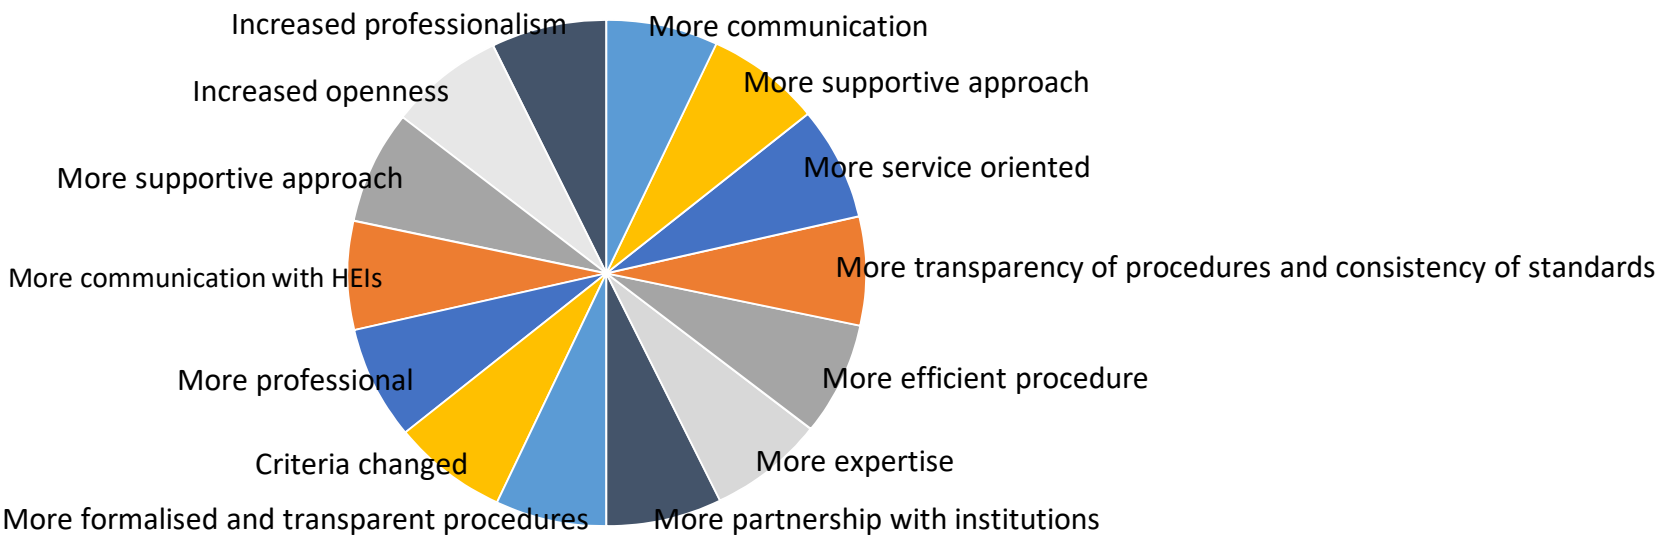 Increased professionalism
More communication
More supportive approach
Increased openness
More service oriented
More supportive approach
More transparency of procedures and consistency of standards
More communication with HEIs
More efficient procedure
More professional
More expertise
Criteria changed
More formalised and transparent procedures
More partnership with institutions